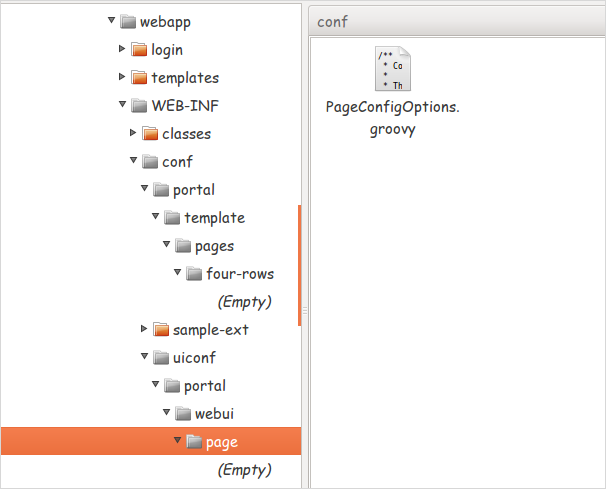 webapp
login
templates
WEB-INF
classes
conf
portal
template
pages
four-rows
(Empty)
sample-ext
uiconf
portal
webui
page
(Empty)
conf
/**
* Co
*
* Th
PageConfigOptions.
groovy